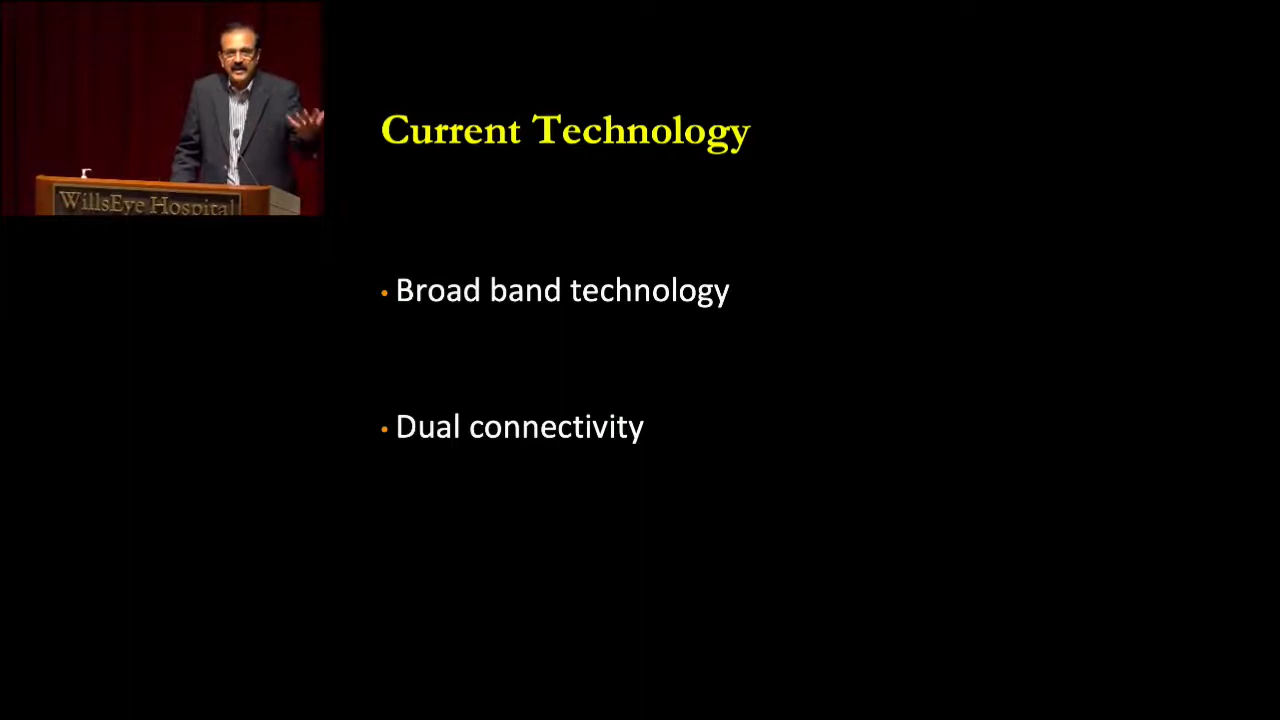 WillsEye Hospital
Current Technology
• Broad band technology
• Dual connectivity